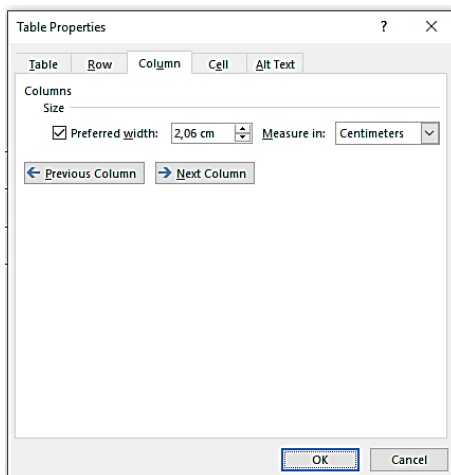 Table Properties ?
Table Row Column Cell Alt Text
Columns
Size
Preferred width: 2,06 cm Measure in: Centimeters
Previous Column Next Column
OK Cancel